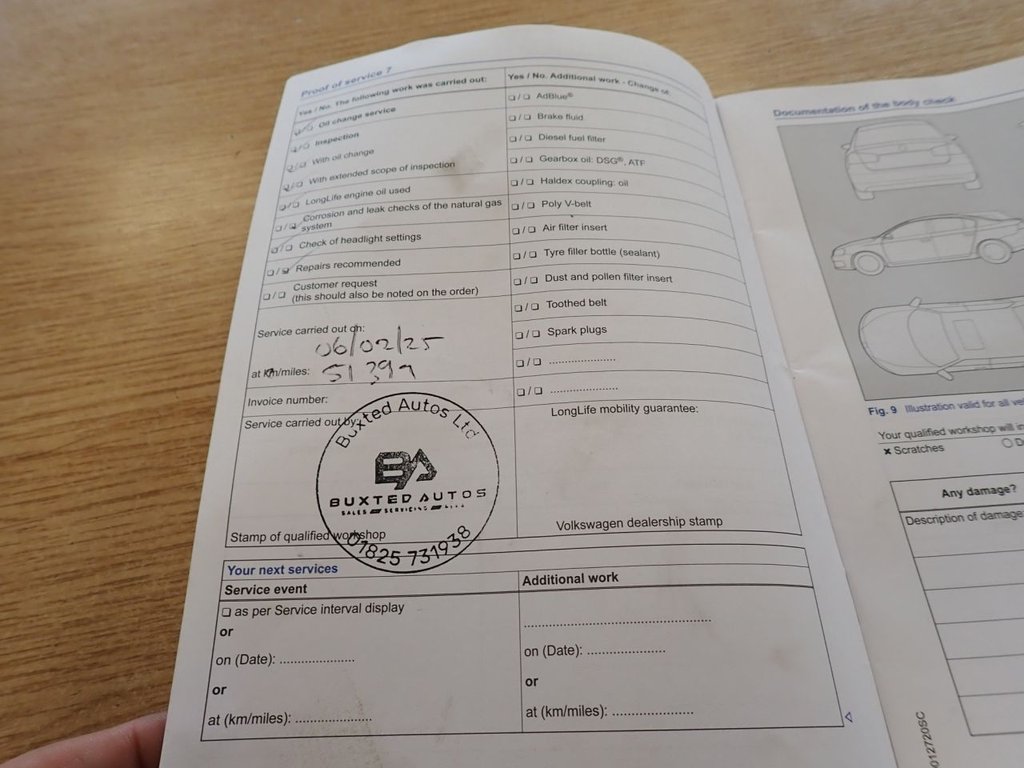 Proof of service 7
Yes / No. The following work was carried out:
❑/❑ Oil change service
❑/❑ Inspection
❑/❑ With oil change
❑/❑ With extended scope of inspection
❑/❑ LongLife engine oil used
❑/❑ Corrosion and leak checks of the natural gas
system
❑/❑ Check of headlight settings
❑/❑ Repairs recommended
❑/❑ Customer request
(this should also be noted on the order)
Service carried out on:
06/02/25
at km/miles: 51 399
Invoice number:
Service carried out by:
Buxted Autos Ltd
BA
BUXTED AUTOS
SALES SERVICING
01825 731938
Stamp of qualified workshop
Yes / No. Additional work - Change of:
❑/❑ AdBlue®
❑/❑ Brake fluid
❑/❑ Diesel fuel filter
❑/❑ Gearbox oil: DSG®, ATF
❑/❑ Haldex coupling: oil
❑/❑ Poly V-belt
❑/❑ Air filter insert
❑/❑ Tyre filler bottle (sealant)
❑/❑ Dust and pollen filter insert
❑/❑ Toothed belt
❑/❑ Spark plugs
❑/❑ ....................
❑/❑ ....................
LongLife mobility guarantee:
Volkswagen dealership stamp
Your next services
Service event
❑ as per Service interval display
or
on (Date): ....................
or
at (km/miles): ....................
Additional work
..................................................
on (Date): ....................
or
at (km/miles): ....................
Documentation of the body check
Fig. 9 Illustration valid for all
Your qualified workshop will
x Scratches
Any damage?
Description of damage
012720SC